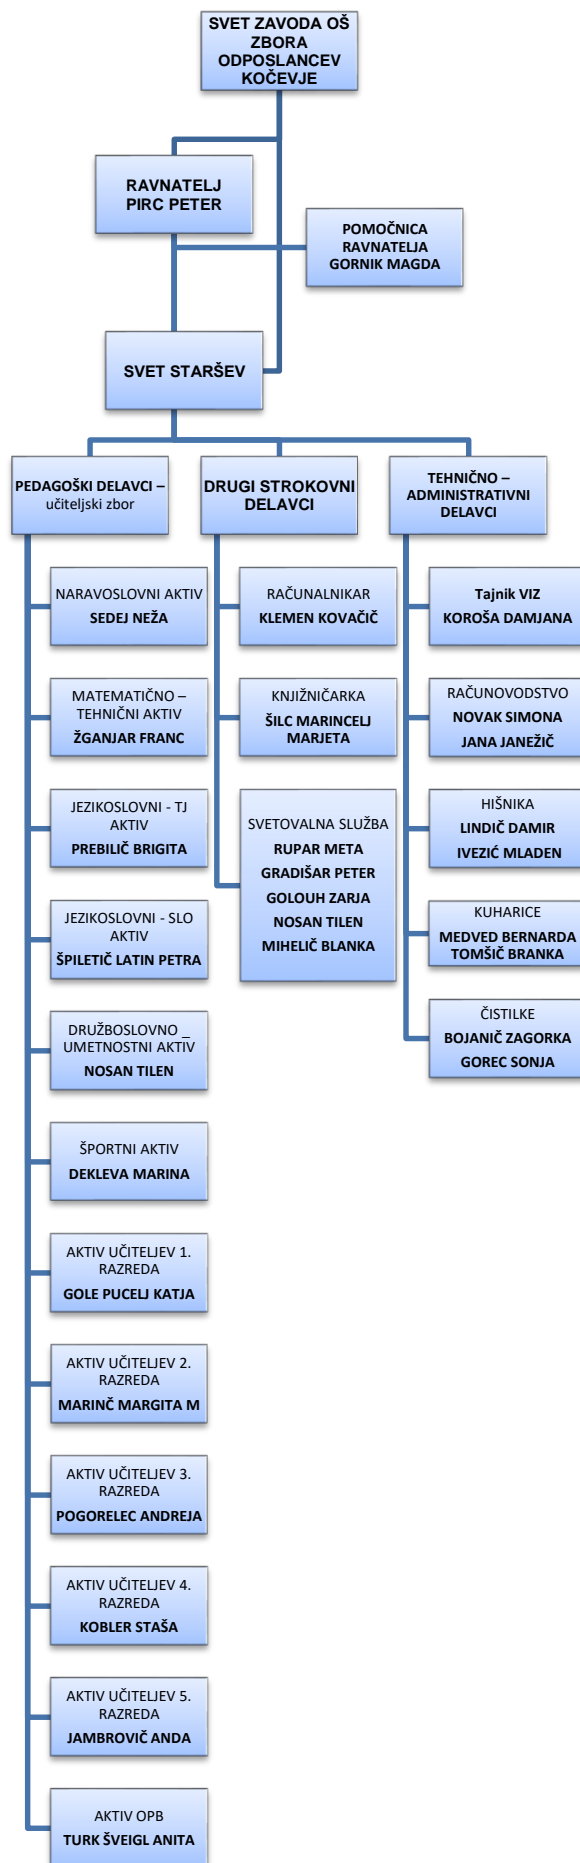 SVET ZAVODA OŠ
ZBORA
ODPOSLANCEV
KOČEVJE
RAVNATELJ
PIRC PETER
POMOČNICA
RAVNATELJA
GORNIK MAGDA
SVET STARŠEV
PEDAGOŠKI DELAVCI –
učiteljski zbor
NARAVOSLOVNI AKTIV
SEDEJ NEŽA
MATEMATIČNO –
TEHNIČNI AKTIV
ŽGANJAR FRANC
JEZIKOSLOVNI - TJ
AKTIV
PREBILIČ BRIGITA
JEZIKOSLOVNI - SLO
AKTIV
ŠPILETIČ LATIN PETRA
DRUŽBOSLOVNO _
UMETNOSTNI AKTIV
NOSAN TILEN
ŠPORTNI AKTIV
DEKLEVA MARINA
AKTIV UČITELJEV 1.
RAZREDA
GOLE PUCELJ KATJA
AKTIV UČITELJEV 2.
RAZREDA
MARINČ MARGITA M
AKTIV UČITELJEV 3.
RAZREDA
POGORELEC ANDREJA
AKTIV UČITELJEV 4.
RAZREDA
KOBLER STAŠA
AKTIV UČITELJEV 5.
RAZREDA
JAMBROVIČ ANDA
AKTIV OPB
TURK ŠVEIGL ANITA
DRUGI STROKOVNI
DELAVCI
RAČUNALNIKAR
KLEMEN KOVAČIČ
KNJIŽNIČARKA
ŠILC MARINCELJ
MARJETA
SVETOVALNA SLUŽBA
RUPAR META
GRADIŠAR PETER
GOLOUH ZARJA
NOSAN TILEN
MIHELIČ BLANKA
TEHNIČNO –
ADMINISTRATIVNI
DELAVCI
Tajnik VIZ
KOROŠA DAMJANA
RAČUNOVODSTVO
NOVAK SIMONA
JANA JANEŽIČ
HIŠNIKA
LINDIČ DAMIR
IVEZIĆ MLADEN
KUHARICE
MEDVED BERNARDA
TOMŠIČ BRANKA
ČISTILKE
BOJANIČ ZAGORKA
GOREC SONJA